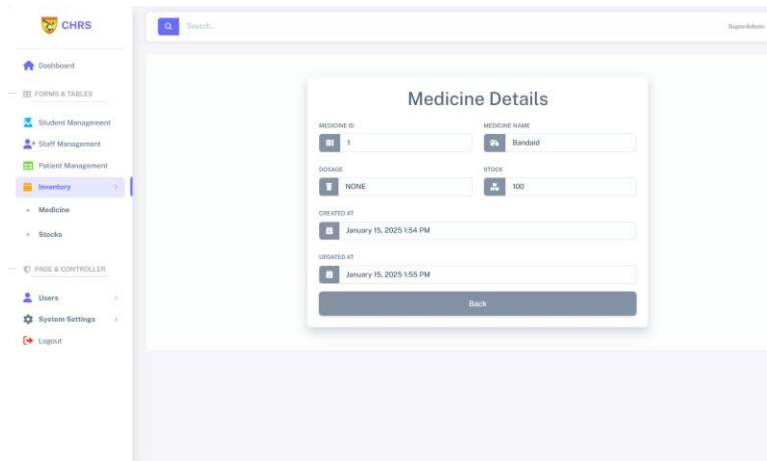 CHRS
Search...
SuperAdmin
Dashboard
FORMS & TABLES
Student Management
Staff Management
Patient Management
Inventory
Medicine
Stocks
PAGE & CONTROLLER
Users
System Settings
Logout
Medicine Details
MEDICINE ID
MEDICINE NAME
1
Bandaid
DOSAGE
STOCK
NONE
100
CREATED AT
January 15, 2025 1:54 PM
UPDATED AT
January 15, 2025 1:55 PM
Back